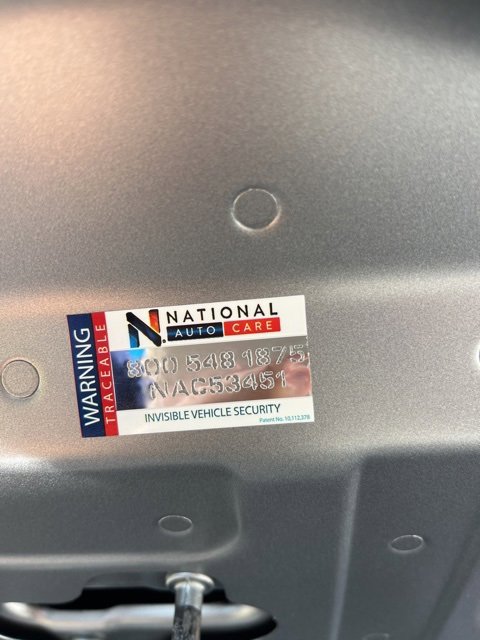 WARNING
TRACEABLE
N.
NATIONAL
AUTO CARE
800 548 1875
NAC53451
INVISIBLE VEHICLE SECURITY
Patent No. 10,112,378